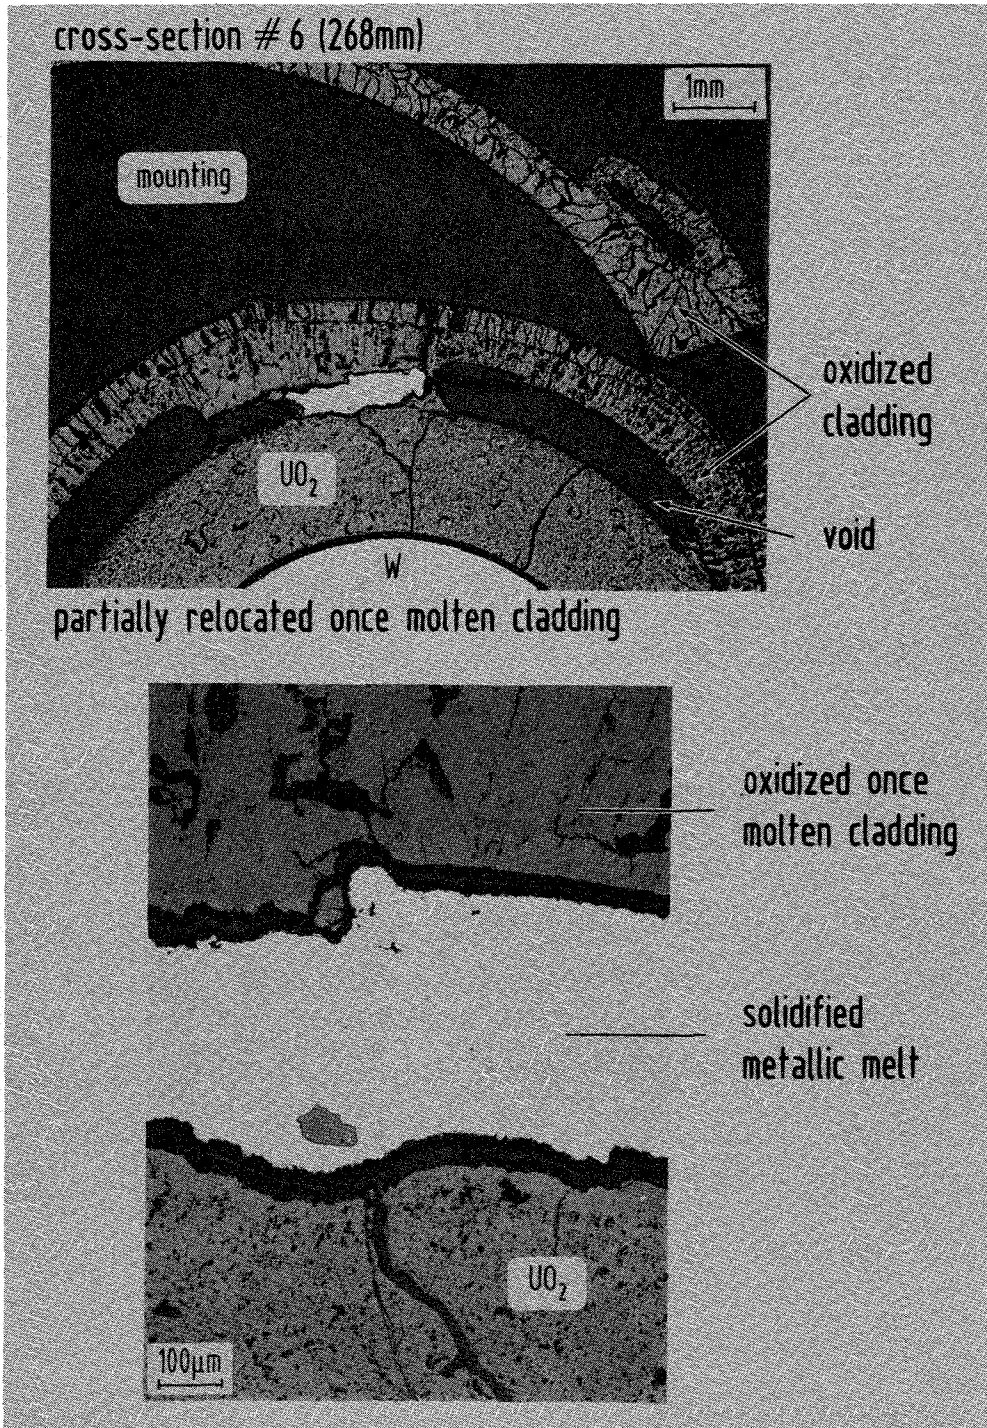 cross-section # 6 (268mm)
1mm
mounting
oxidized
cladding
UO2
void
W
partially relocated once molten cladding
oxidized once
molten cladding
solidified
metallic melt
UO2
100µm